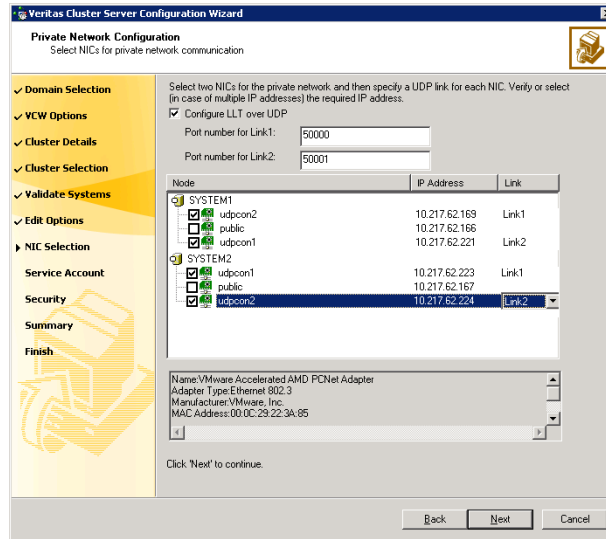 Veritas Cluster Server Configuration Wizard
Private Network Configuration
Select NICs for private network communication
Domain Selection
VCW Options
Cluster Details
Cluster Selection
Validate Systems
Edit Options
NIC Selection
Service Account
Security
Summary
Finish
Select two NICs for the private network and then specify a UDP link for each NIC. Verify or select
(in case of multiple IP addresses) the required IP address.
Configure LLT over UDP
Port number for Link1: 50000
Port number for Link2: 50001
Node IP Address Link
SYSTEM1
udpcon2 10.217.62.169 Link1
public 10.217.62.166
udpcon1 10.217.62.221 Link2
SYSTEM2
udpcon1 10.217.62.223 Link1
public 10.217.62.167
udpcon2 10.217.62.224 Link2
Name:VMware Accelerated AMD PCNet Adapter
Adapter Type:Ethernet 802.3
Manufacturer:VMware, Inc.
MAC Address:00:0C:29:22:3A:85
Click 'Next' to continue.
Back Next Cancel